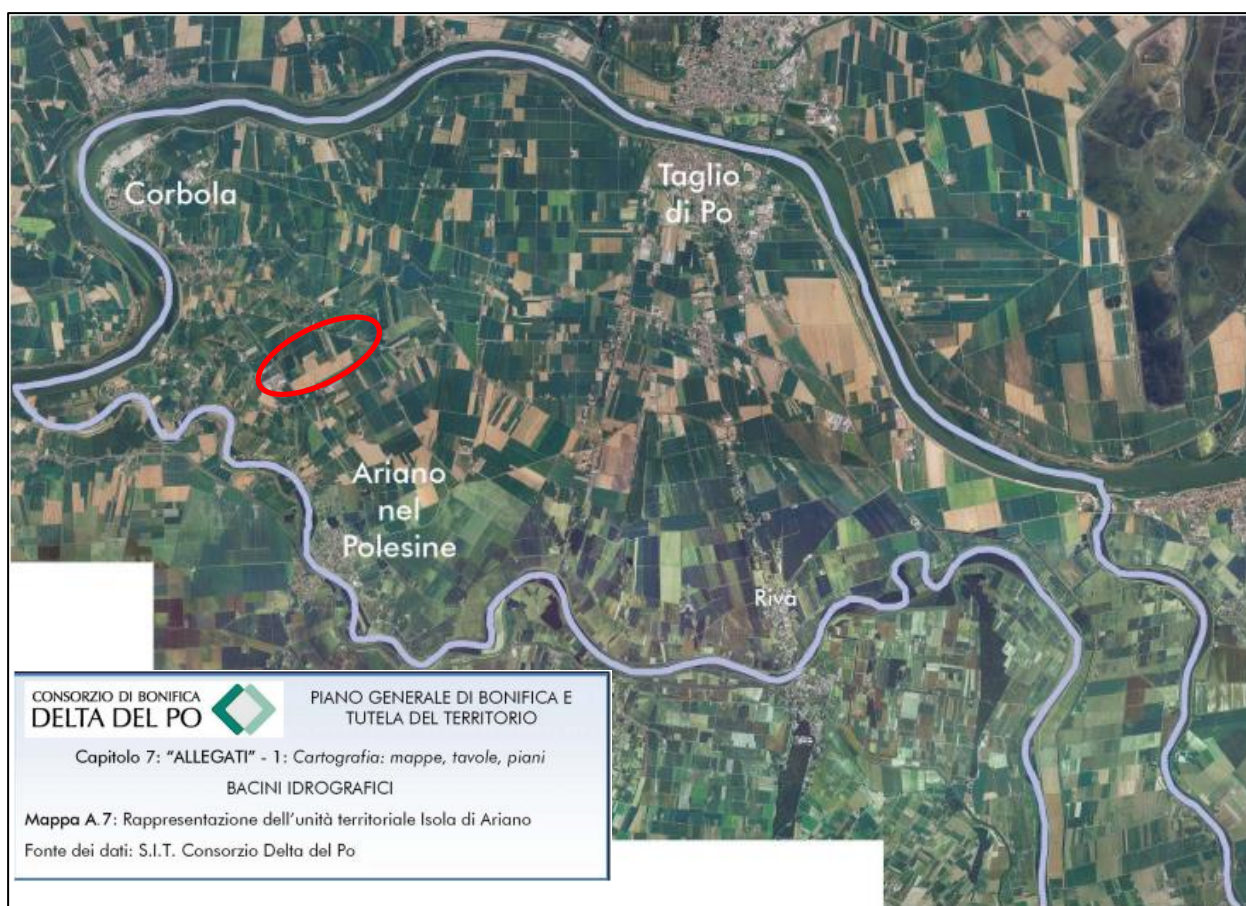 Corbola
Taglio
di Po
Ariano
nel
Polesine
Rivà
CONSORZIO DI BONIFICA
DELTA DEL PO
PIANO GENERALE DI BONIFICA E
TUTELA DEL TERRITORIO
Capitolo 7: “ALLEGATI” - 1: Cartografia: mappe, tavole, piani
BACINI IDROGRAFICI
Mappa A.7: Rappresentazione dell’unità territoriale Isola di Ariano
Fonte dei dati: S.I.T. Consorzio Delta del Po